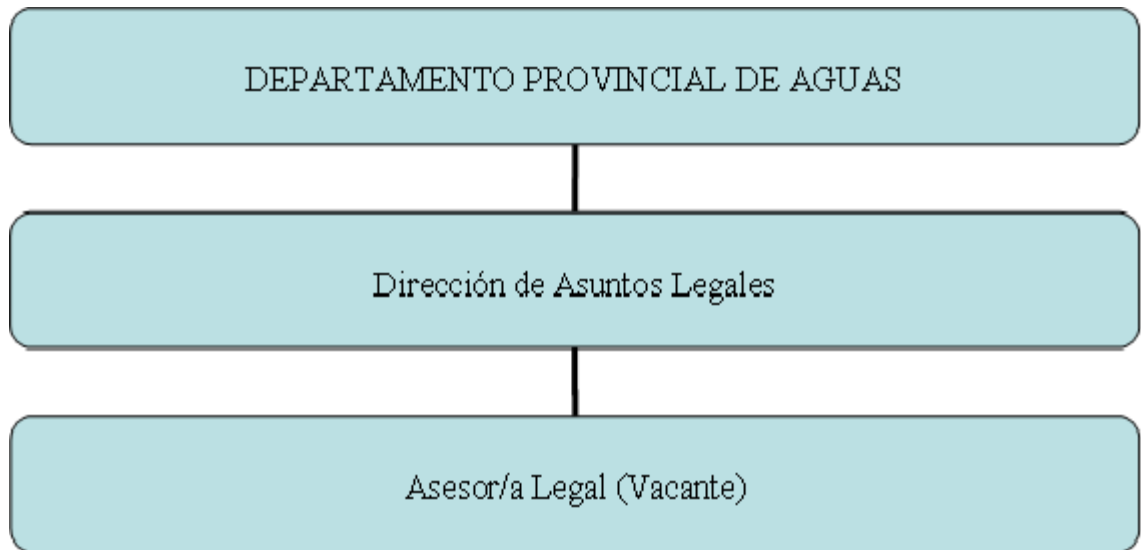 DEPARTAMENTO PROVINCIAL DE AGUAS
Dirección de Asuntos Legales
Asesor/a Legal (Vacante)